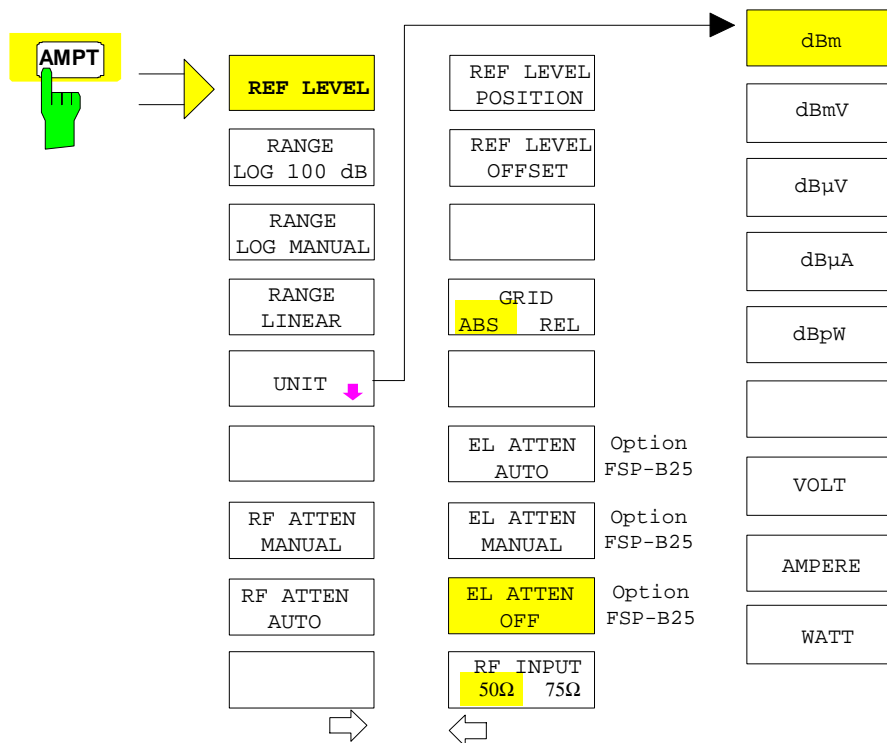 AMPT
REF LEVEL
RANGE
LOG 100 dB
RANGE
LOG MANUAL
RANGE
LINEAR
UNIT
RF ATTEN
MANUAL
RF ATTEN
AUTO
REF LEVEL
POSITION
REF LEVEL
OFFSET
GRID
ABS REL
EL ATTEN
AUTO
Option
FSP-B25
EL ATTEN
MANUAL
Option
FSP-B25
EL ATTEN
OFF
Option
FSP-B25
RF INPUT
50Ω 75Ω
dBm
dBmV
dBµV
dBµA
dBpW
VOLT
AMPERE
WATT